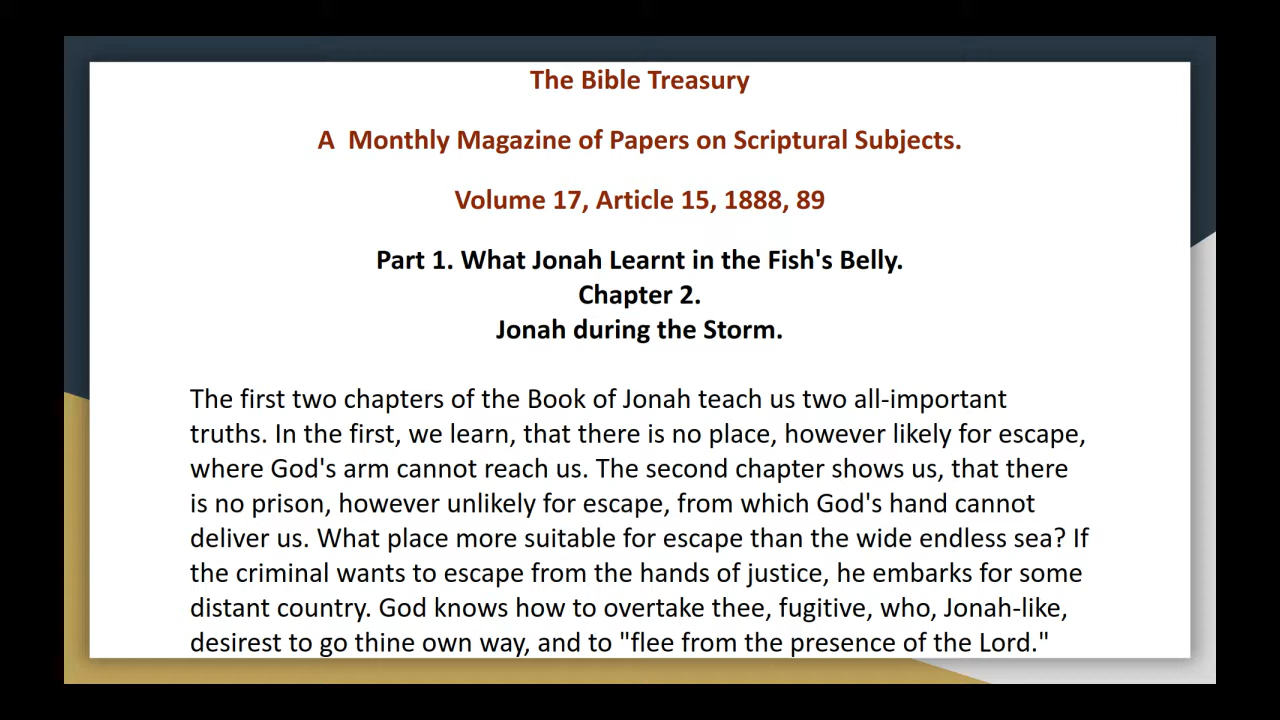 The Bible Treasury
A  Monthly Magazine of Papers on Scriptural Subjects.
Volume 17, Article 15, 1888, 89
Part 1. What Jonah Learnt in the Fish's Belly.
Chapter 2.
Jonah during the Storm.
The first two chapters of the Book of Jonah teach us two all-important
truths. In the first, we learn, that there is no place, however likely for escape,
where God's arm cannot reach us. The second chapter shows us, that there
is no prison, however unlikely for escape, from which God's hand cannot
deliver us. What place more suitable for escape than the wide endless sea? If
the criminal wants to escape from the hands of justice, he embarks for some
distant country. God knows how to overtake thee, fugitive, who, Jonah-like,
desirest to go thine own way, and to "flee from the presence of the Lord."